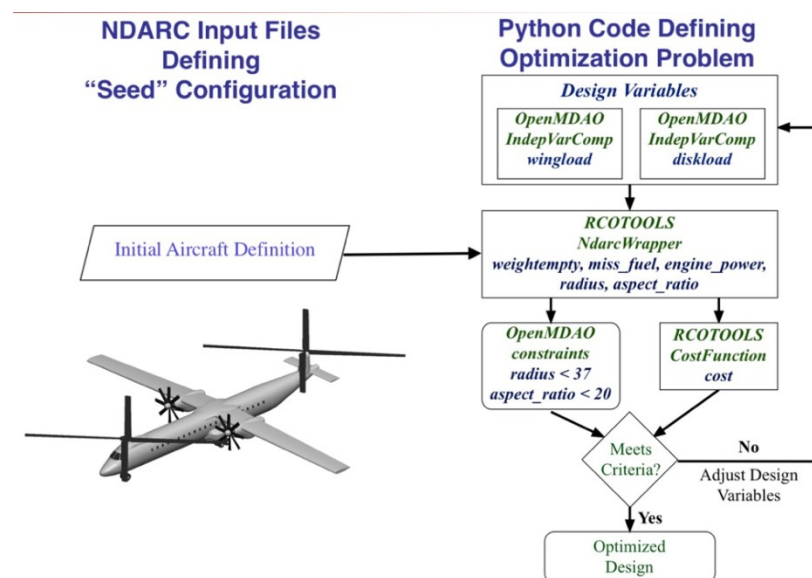 NDARC Input Files
Defining
“Seed” Configuration
Python Code Defining
Optimization Problem
Design Variables
OpenMDAO
IndepVarComp
wingload
OpenMDAO
IndepVarComp
diskload
Initial Aircraft Definition
RCOTOOLS
NdarcWrapper
weightempty, miss_fuel, engine_power,
radius, aspect_ratio
OpenMDAO
constraints
radius < 37
aspect_ratio < 20
RCOTOOLS
CostFunction
cost
Meets
Criteria?
No
Adjust Design
Variables
Yes
Optimized
Design